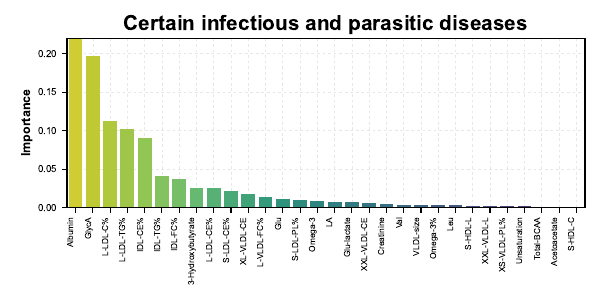 Certain infectious and parasitic diseases
Importance
0.20
0.15
0.10
0.05
0.00
Albumin
GlycA
L-LDL-C%
L-LDL-TG%
IDL-CE%
IDL-TG%
IDL-FC%
3-Hydroxybutyrate
L-LDL-CE%
S-LDL-CE%
XL-VLDL-CE
L-VLDL-FC%
Glu
S-LDL-PL%
Omega-3
LA
Glu-lactate
XXL-VLDL-CE
Creatinine
Val
VLDL-size
Omega-3%
Leu
S-HDL-L
XXL-VLDL-L
XS-VLDL-PL%
Unsaturation
Total-BCAA
Acetoacetate
S-HDL-C